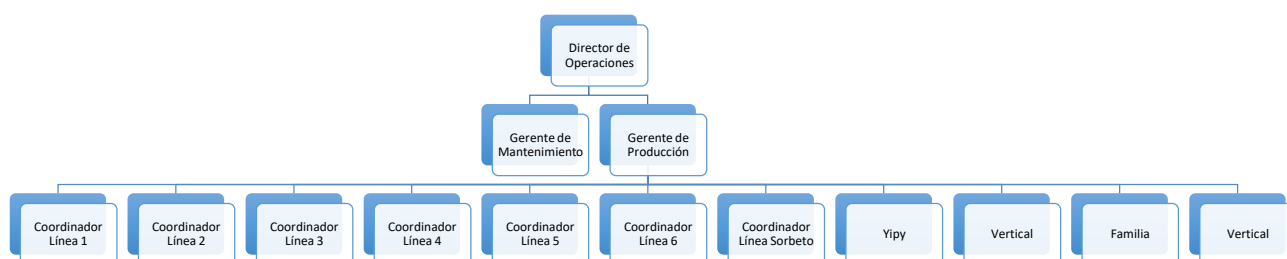 Director de
Operaciones
Gerente de
Mantenimiento
Gerente de
Producción
Coordinador
Línea 1
Coordinador
Línea 2
Coordinador
Línea 3
Coordinador
Línea 4
Coordinador
Línea 5
Coordinador
Línea 6
Coordinador
Línea Sorbeto
Yipy
Vertical
Familia
Vertical